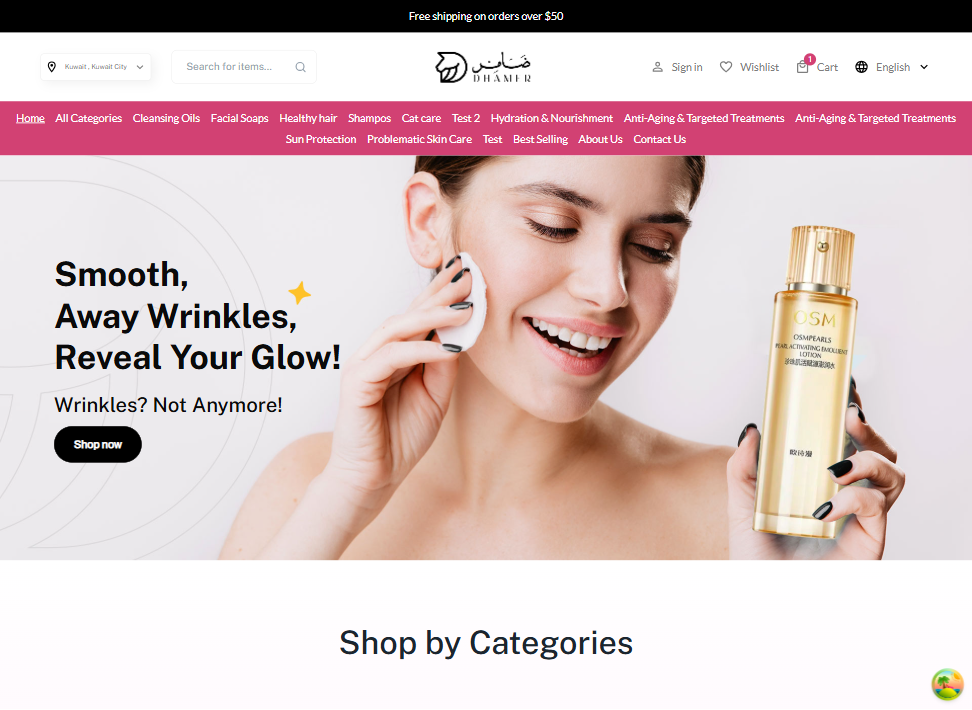 Free shipping on orders over $50
Kuwait , Kuwait City
Search for items...
ضامر
DHAMER
Sign in
Wishlist
1
Cart
English
Home All Categories Cleansing Oils Facial Soaps Healthy hair Shampos Cat care Test 2 Hydration & Nourishment Anti-Aging & Targeted Treatments Anti-Aging & Targeted Treatments
Sun Protection Problematic Skin Care Test Best Selling About Us Contact Us
Smooth,
Away Wrinkles,
Reveal Your Glow!
Wrinkles? Not Anymore!
Shop now
OSM
OSMPEARLS
PEARL ACTIVATING EMOLLIENT
LOTION
欧诗漫
Shop by Categories